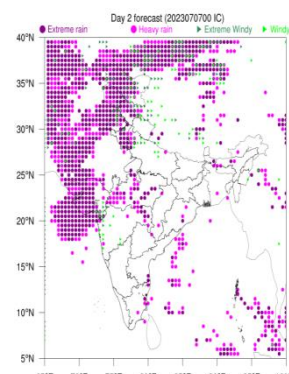 Day 2 forecast (2023070700 IC)
Extreme rain Heavy rain Extreme Windy Windy
40°N
35°N
30°N
25°N
20°N
15°N
10°N
5°N